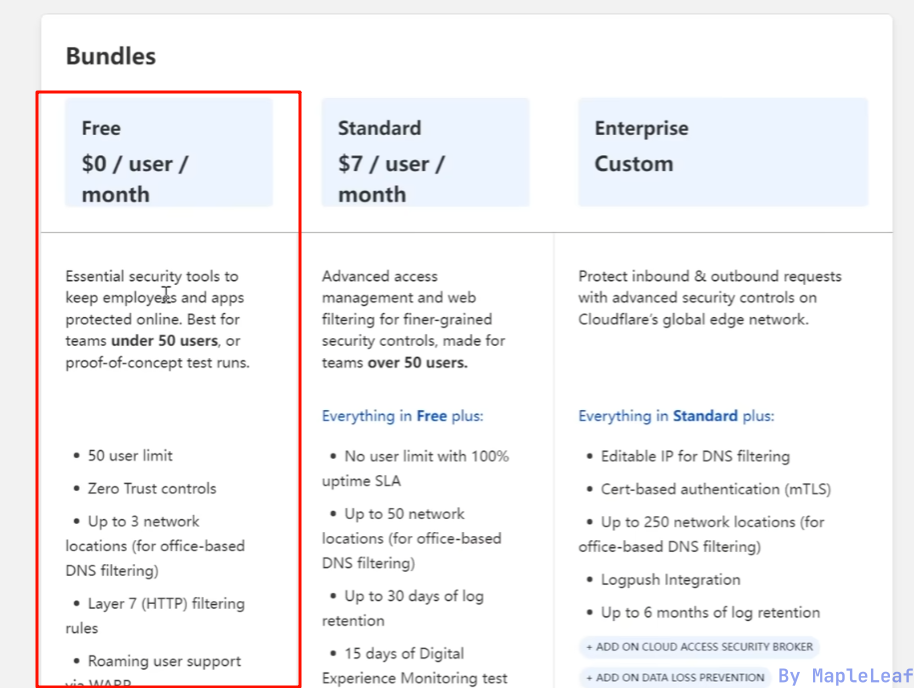 Bundles
Free
$0 / user /
month
Essential security tools to
keep employees and apps
protected online. Best for
teams under 50 users, or
proof-of-concept test runs.
• 50 user limit
• Zero Trust controls
• Up to 3 network
locations (for office-based
DNS filtering)
• Layer 7 (HTTP) filtering
rules
• Roaming user support
via WARP
Standard
$7 / user /
month
Advanced access
management and web
filtering for finer-grained
security controls, made for
teams over 50 users.
Everything in Free plus:
• No user limit with 100%
uptime SLA
• Up to 50 network
locations (for office-based
DNS filtering)
• Up to 30 days of log
retention
• 15 days of Digital
Experience Monitoring test
Enterprise
Custom
Protect inbound & outbound requests
with advanced security controls on
Cloudflare’s global edge network.
Everything in Standard plus:
• Editable IP for DNS filtering
• Cert-based authentication (mTLS)
• Up to 250 network locations (for
office-based DNS filtering)
• Logpush Integration
• Up to 6 months of log retention
+ ADD ON CLOUD ACCESS SECURITY BROKER
+ ADD ON DATA LOSS PREVENTION
By MapleLeaf